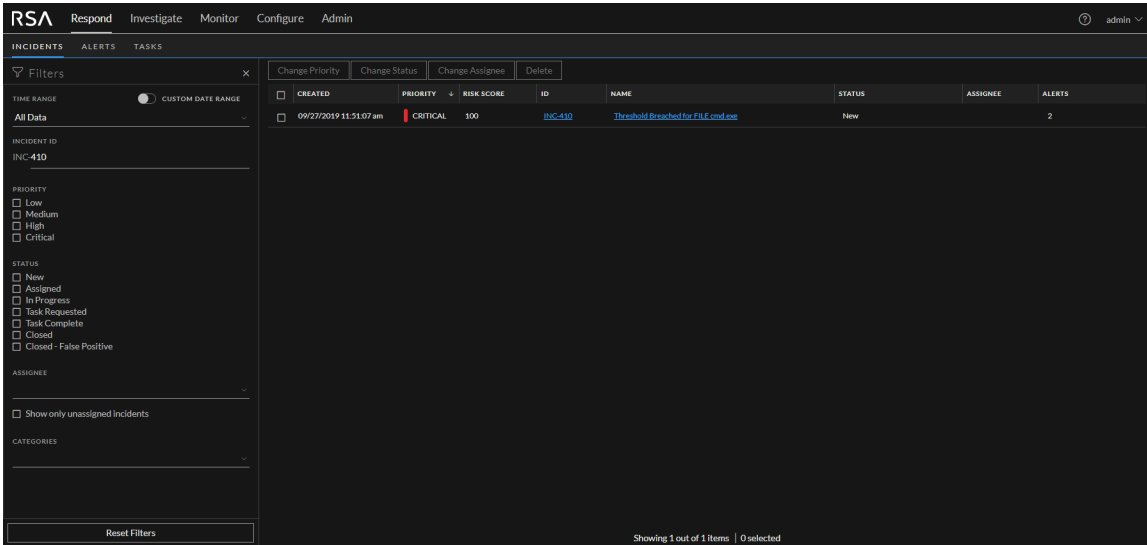 RSA Respond Investigate Monitor Configure Admin admin
INCIDENTS ALERTS TASKS
Filters
TIME RANGE CUSTOM DATE RANGE
All Data
INCIDENT ID
INC-410
PRIORITY
Low
Medium
High
Critical
STATUS
New
Assigned
In Progress
Task Requested
Task Complete
Closed
Closed - False Positive
ASSIGNEE
Show only unassigned incidents
CATEGORIES
Reset Filters
Change Priority Change Status Change Assignee Delete
CREATED PRIORITY RISK SCORE ID NAME STATUS ASSIGNEE ALERTS
09/27/2019 11:51:07 am CRITICAL 100 INC-410 Threshold Breached for FILE cmd.exe New 2
Showing 1 out of 1 items | 0 selected